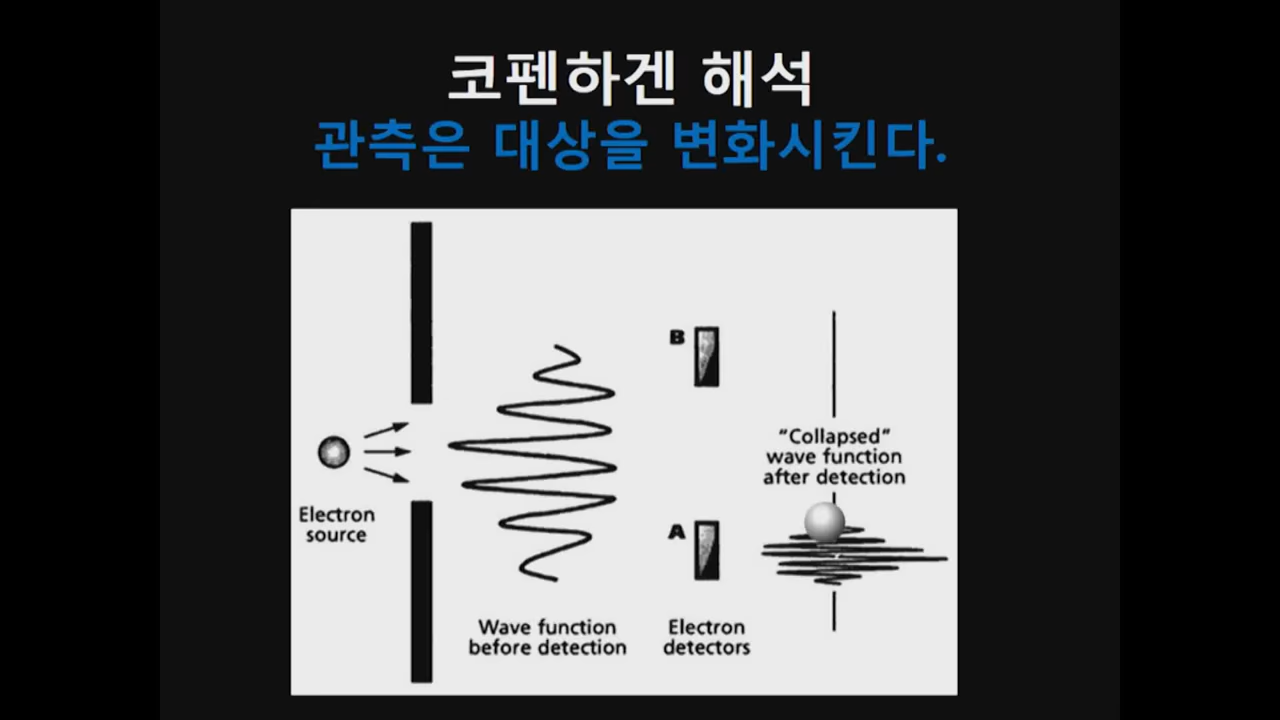 코펜하겐 해석
관측은 대상을 변화시킨다.
B
"Collapsed"
wave function
after detection
Electron
source
A
Wave function
before detection
Electron
detectors